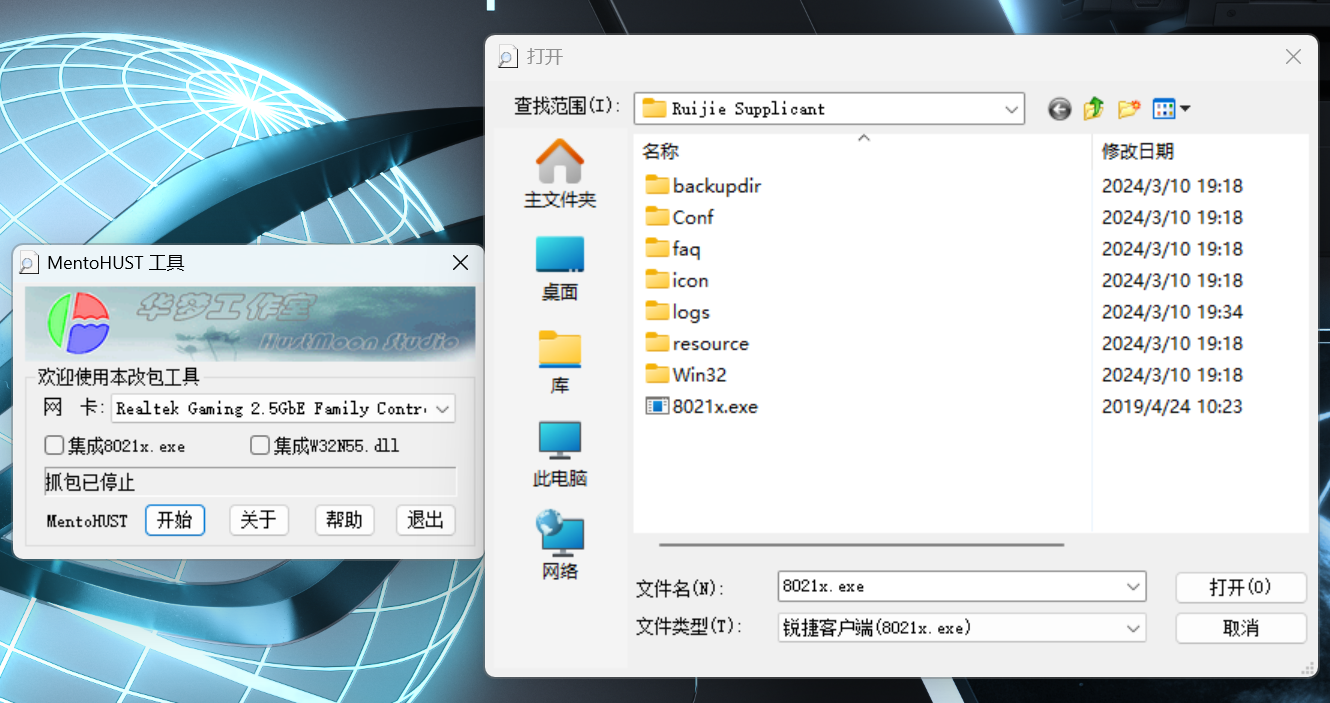 MentoHUST 工具
华梦工作室
HustMoon Studio
欢迎使用本改包工具
网 卡: Realtek Gaming 2.5GbE Family Contr
集成8021x.exe 集成W32N55.dll
抓包已停止
MentoHUST 开始 关于 帮助 退出
打开
查找范围(I): Ruijie Supplicant
主文件夹
桌面
库
此电脑
网络
名称 修改日期
backupdir 2024/3/10 19:18
Conf 2024/3/10 19:18
faq 2024/3/10 19:18
icon 2024/3/10 19:18
logs 2024/3/10 19:34
resource 2024/3/10 19:18
Win32 2024/3/10 19:18
8021x.exe 2019/4/24 10:23
文件名(N): 8021x.exe 打开(O)
文件类型(T): 锐捷客户端(8021x.exe) 取消